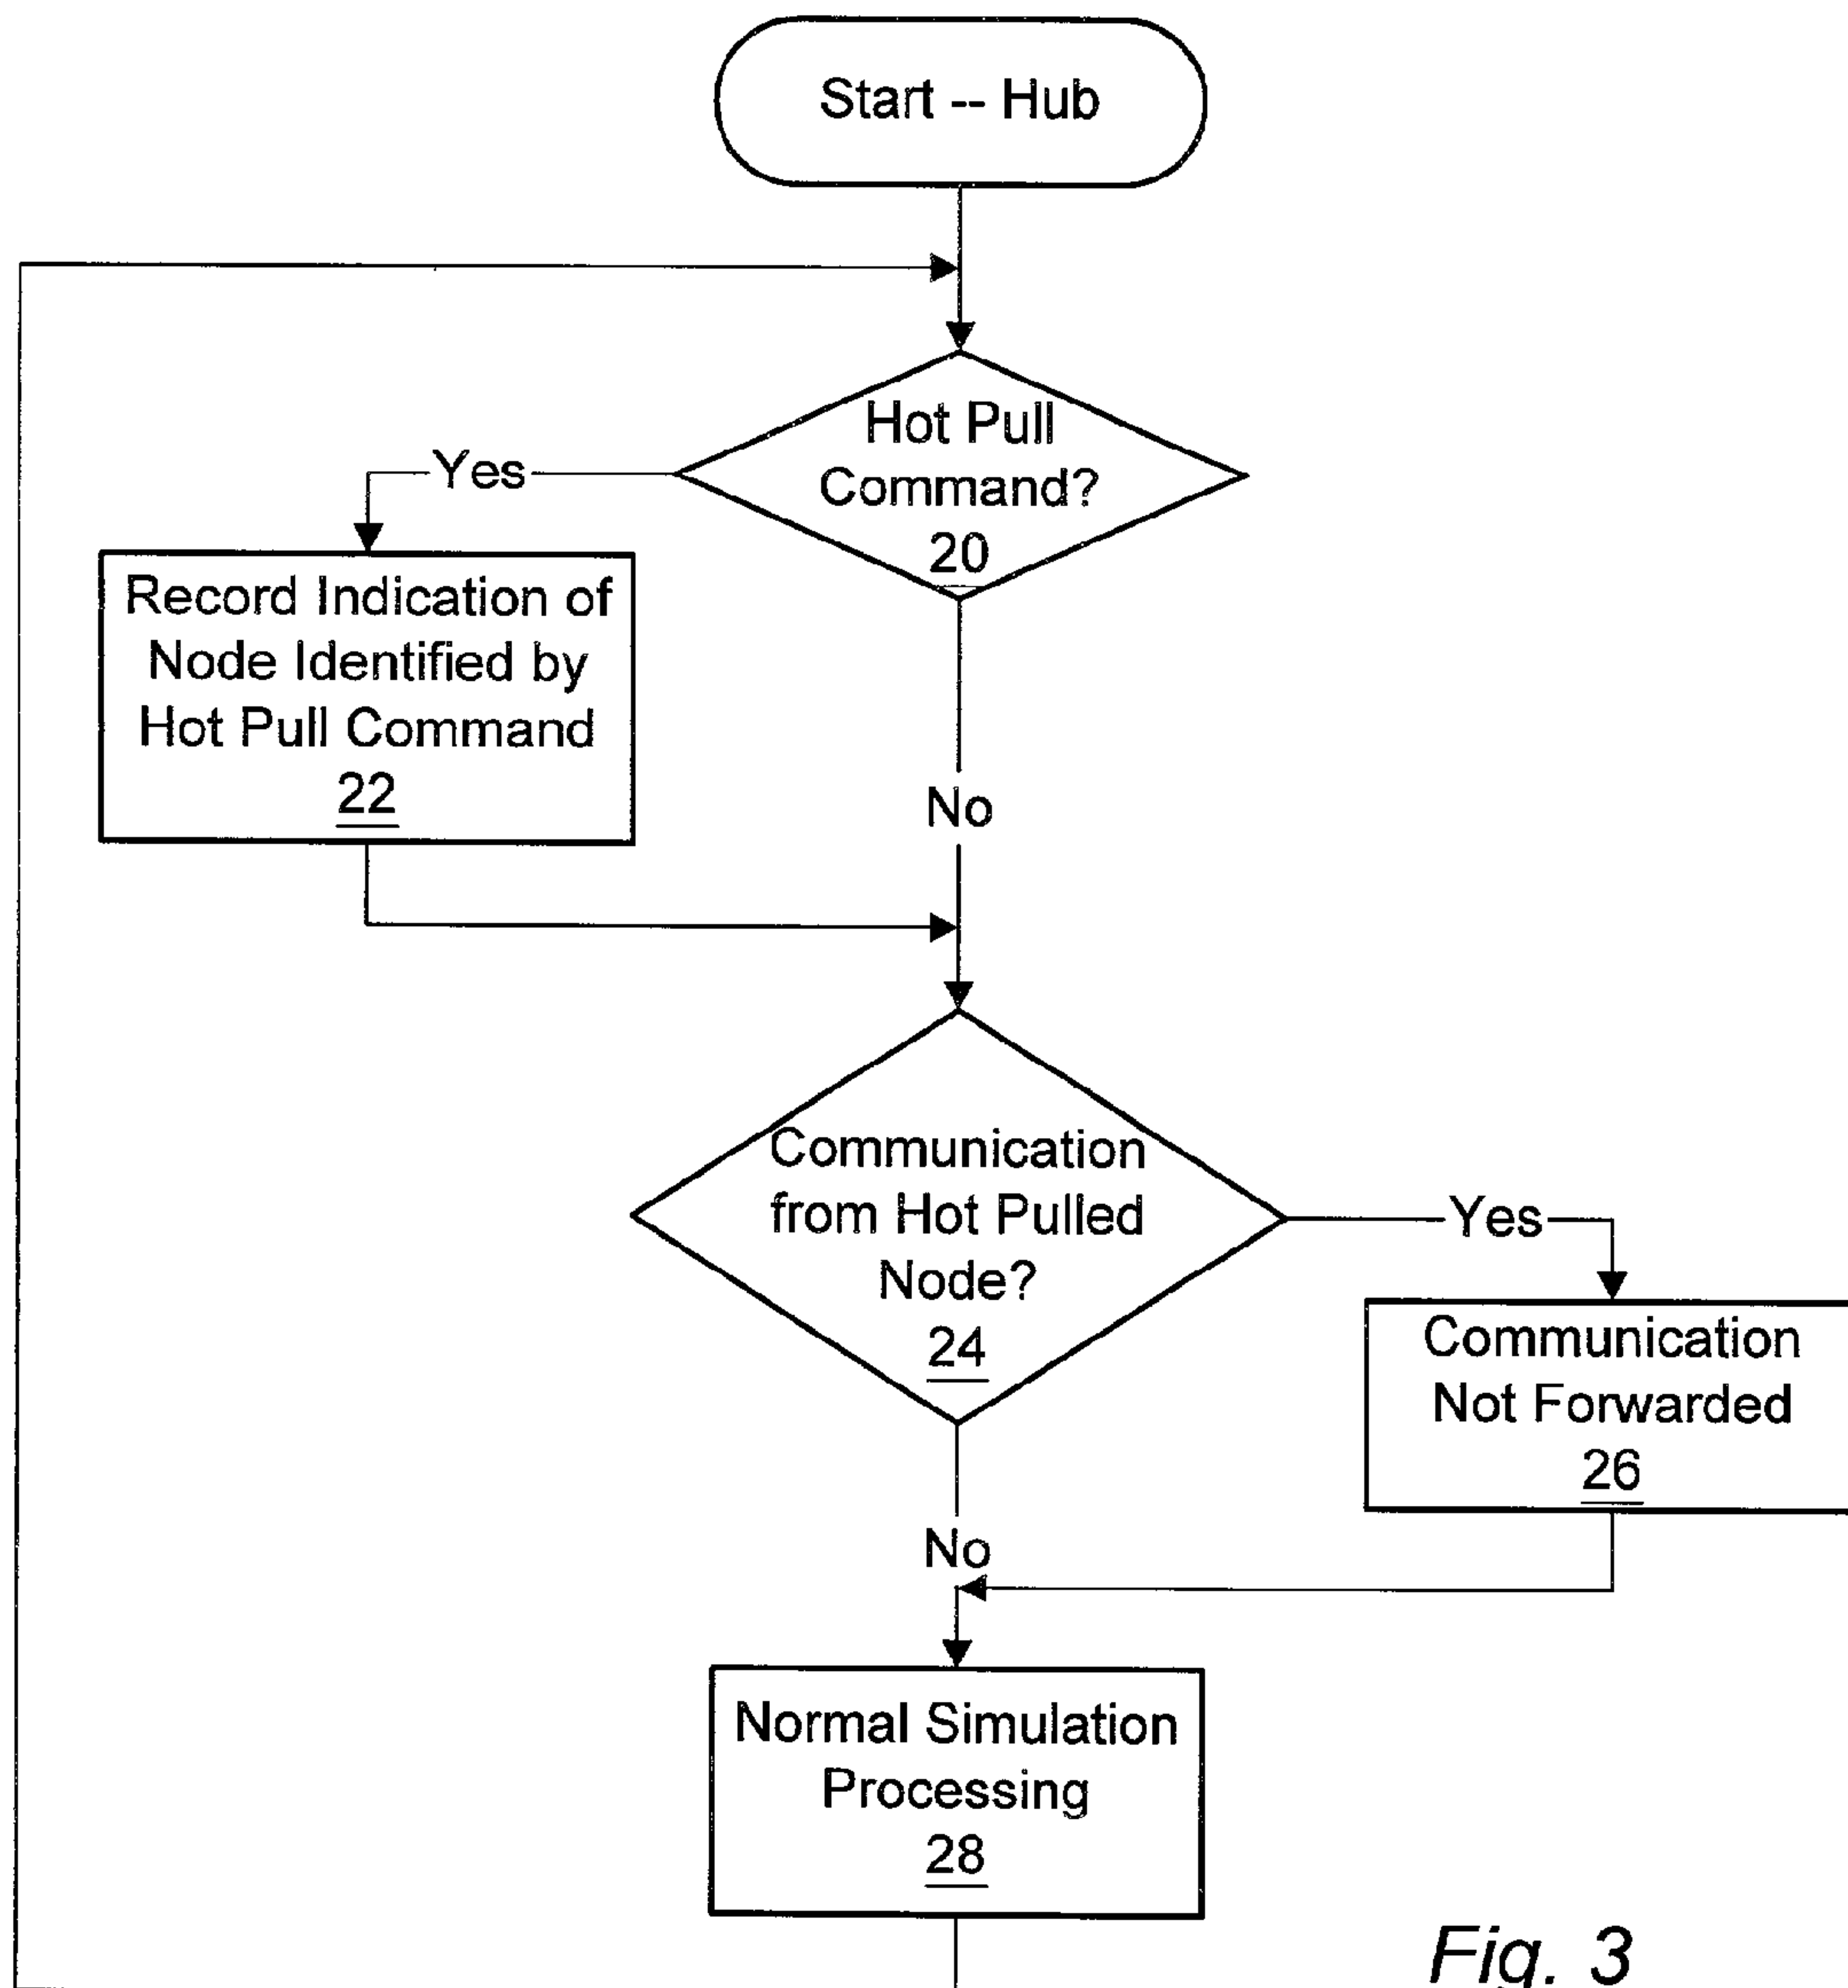 Start -- Hub
Hot Pull
Command?
20
Yes
Record Indication of
Node Identified by
Hot Pull Command
22
No
Communication
from Hot Pulled
Node?
24
Yes
Communication
Not Forwarded
26
No
Normal Simulation
Processing
28
Fig. 3